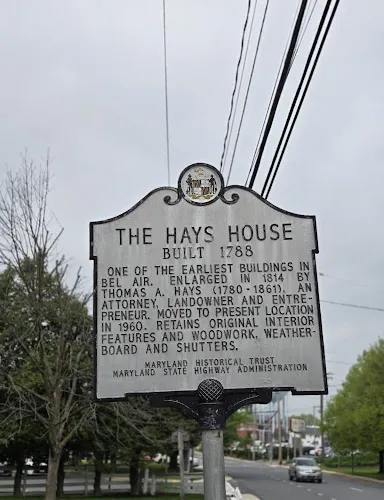 THE HAYS HOUSE
BUILT 1788
ONE OF THE EARLIEST BUILDINGS IN
BEL AIR. ENLARGED IN 1814 BY
THOMAS A. HAYS (1780-1861), AN
ATTORNEY, LANDOWNER AND ENTRE-
PRENEUR. MOVED TO PRESENT LOCATION
IN 1960. RETAINS ORIGINAL INTERIOR
FEATURES AND WOODWORK, WEATHER-
BOARD AND SHUTTERS.
MARYLAND HISTORICAL TRUST
MARYLAND STATE HIGHWAY ADMINISTRATION